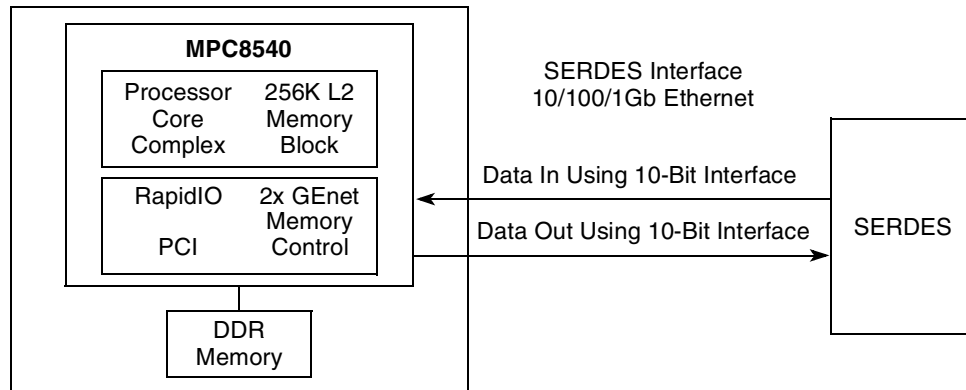 MPC8540
Processor 256K L2
Core Memory
Complex Block
RapidIO 2x GEnet
Memory
PCI Control
DDR
Memory
SERDES Interface
10/100/1Gb Ethernet
Data In Using 10-Bit Interface
Data Out Using 10-Bit Interface
SERDES